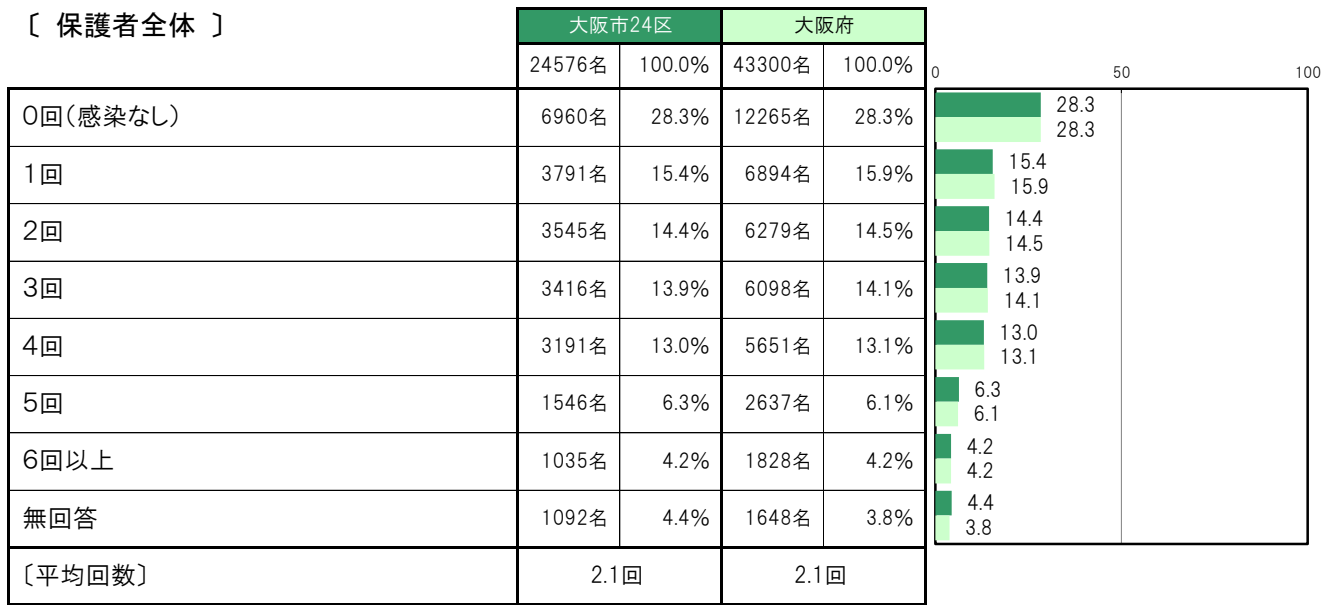 〔 保護者全体 〕
大阪市24区 大阪府
24576名 100.0% 43300名 100.0%
0 50 100
0回(感染なし) 6960名 28.3% 12265名 28.3%
28.3
28.3
1回 3791名 15.4% 6894名 15.9%
15.4
15.9
2回 3545名 14.4% 6279名 14.5%
14.4
14.5
3回 3416名 13.9% 6098名 14.1%
13.9
14.1
4回 3191名 13.0% 5651名 13.1%
13.0
13.1
5回 1546名 6.3% 2637名 6.1%
6.3
6.1
6回以上 1035名 4.2% 1828名 4.2%
4.2
4.2
無回答 1092名 4.4% 1648名 3.8%
4.4
3.8
〔平均回数〕 2.1回 2.1回